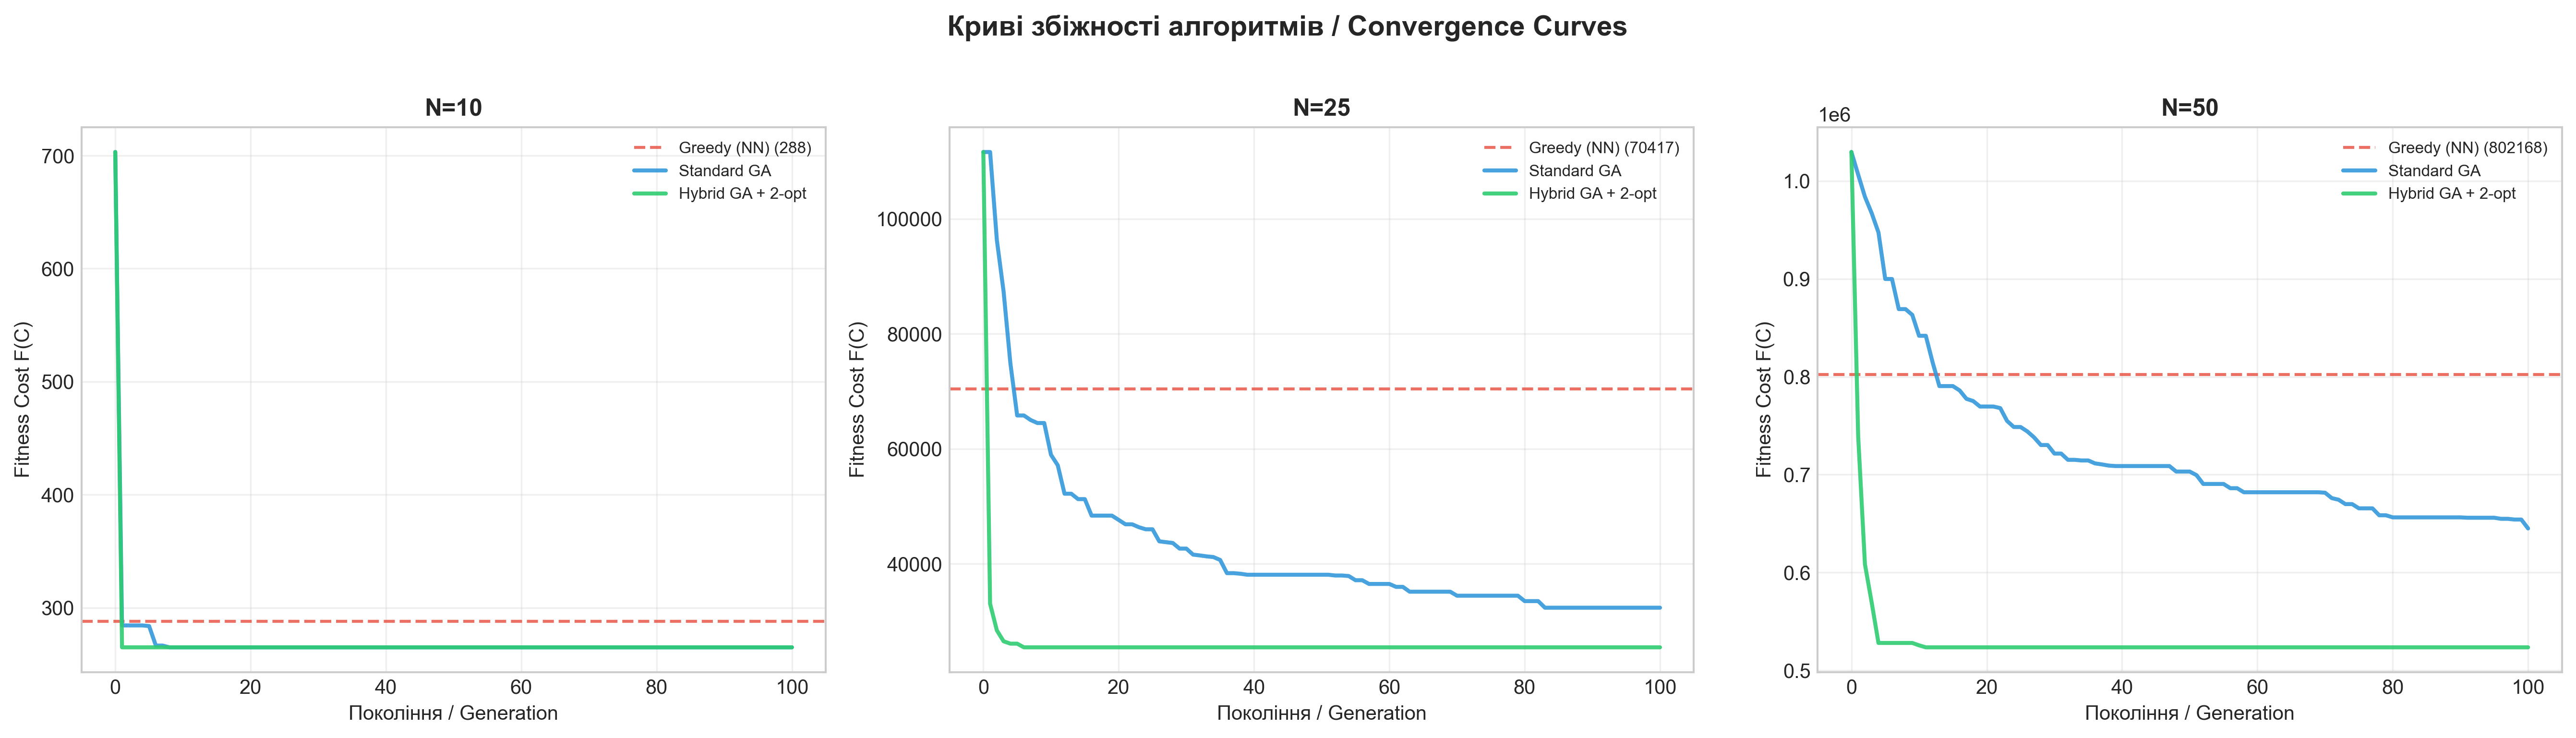 Криві збіжності алгоритмів / Convergence Curves
N=10
700
600
500
400
300
0
20
40
60
80
100
Fitness Cost F(C)
Покоління / Generation
Greedy (NN) (288)
Standard GA
Hybrid GA + 2-opt
N=25
100000
80000
60000
40000
0
20
40
60
80
100
Fitness Cost F(C)
Покоління / Generation
Greedy (NN) (70417)
Standard GA
Hybrid GA + 2-opt
N=50
1e6
1.0
0.9
0.8
0.7
0.6
0.5
0
20
40
60
80
100
Fitness Cost F(C)
Покоління / Generation
Greedy (NN) (802168)
Standard GA
Hybrid GA + 2-opt